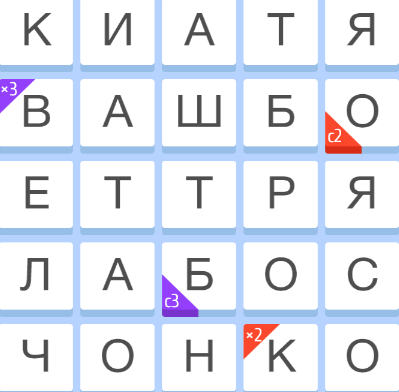 К И А Т Я
×3 В А Ш Б О с2
Е Т Т Р Я
Л А Б с3 О С
Ч О Н ×2 К О